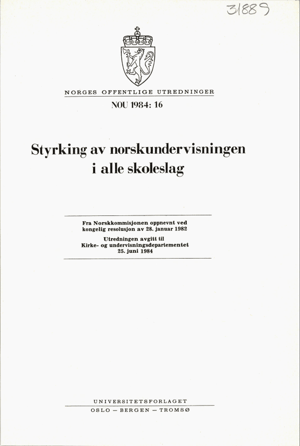 31889
NORGES OFFENTLIGE UTREDNINGER
NOU 1984: 16
Styrking av norskundervisningen
i alle skoleslag
Fra Norskkommisjonen oppnevnt ved
kongelig resolusjon av 28. januar 1982
Utredningen avgitt til
Kirke- og undervisningsdepartementet
25. juni 1984
UNIVERSITETSFORLAGET
OSLO – BERGEN – TROMSØ